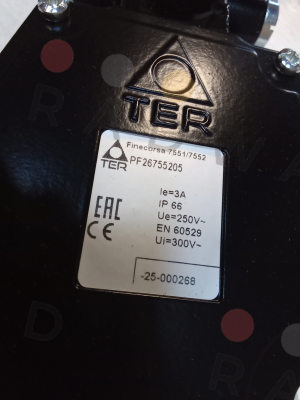 TER
Finecorsa 7551/7552
TER
PF26755205
Ie=3A
IP 66
Ue=250V~
EN 60529
Ui=300V~
EAC
CE
-25-000268